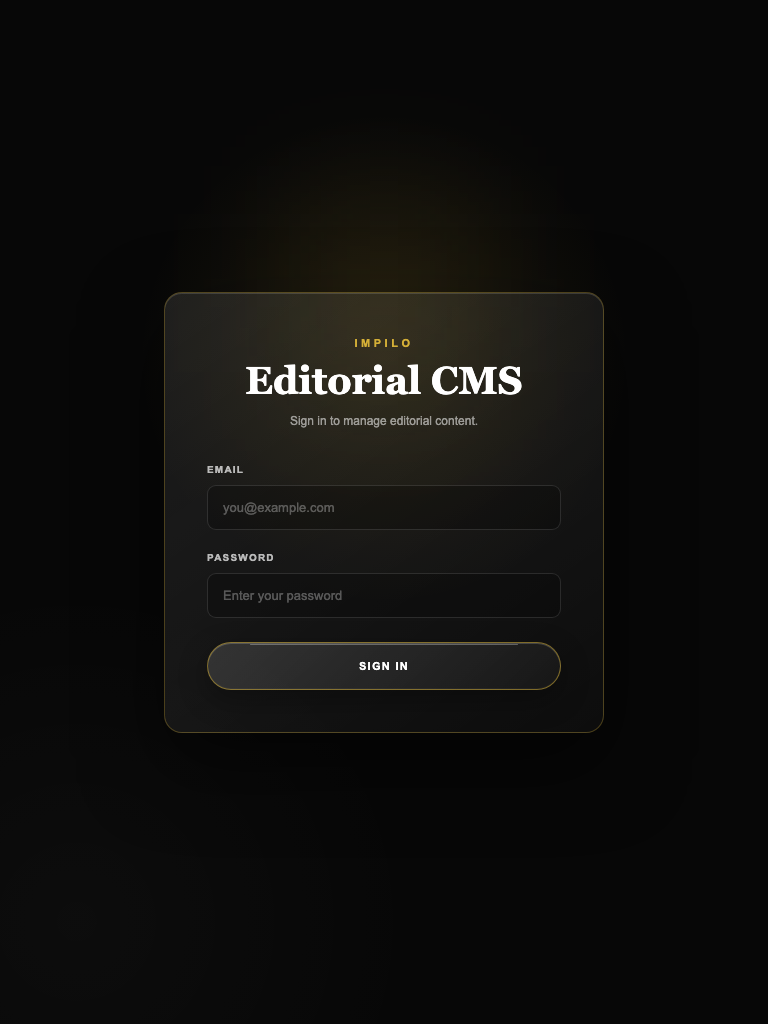 IMPILO
Editorial CMS
Sign in to manage editorial content.
EMAIL
you@example.com
PASSWORD
Enter your password
SIGN IN